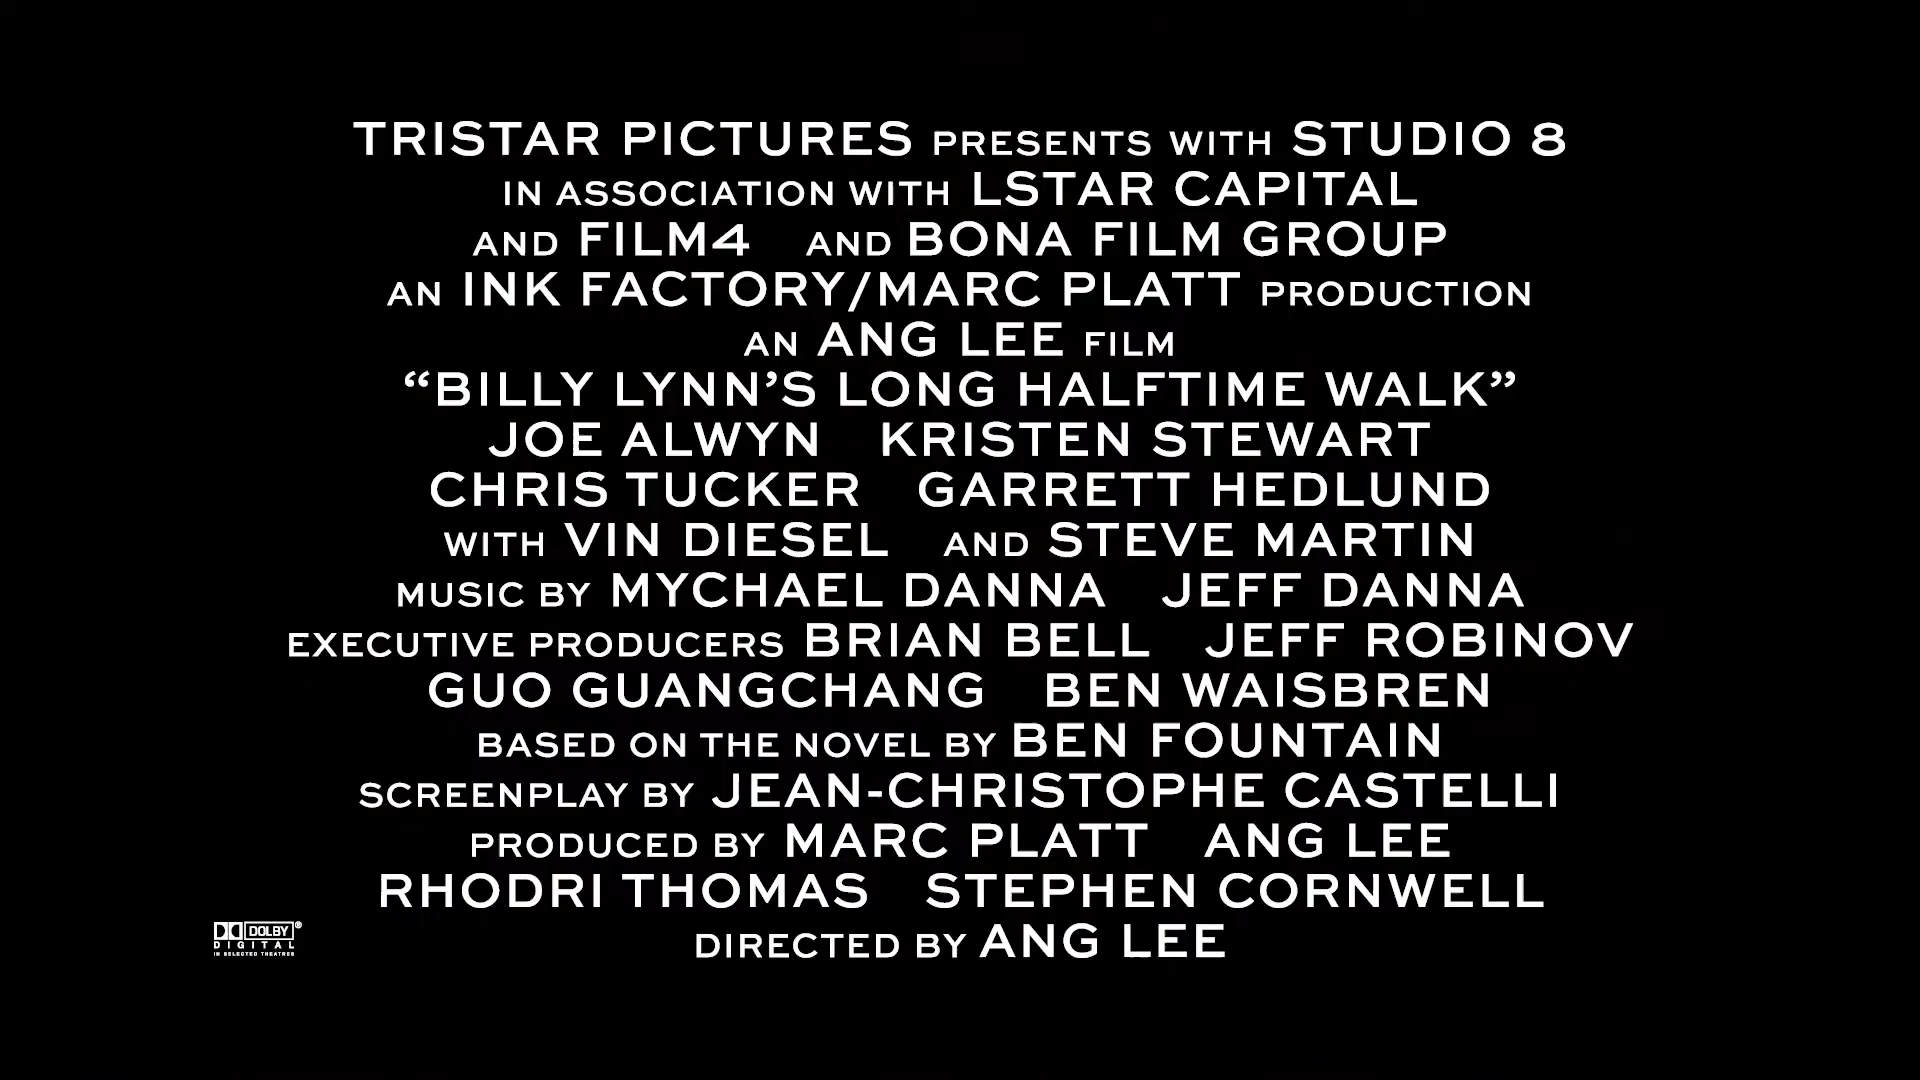 TRISTAR PICTURES PRESENTS WITH STUDIO 8
IN ASSOCIATION WITH LSTAR CAPITAL
AND FILM4 AND BONA FILM GROUP
AN INK FACTORY/MARC PLATT PRODUCTION
AN ANG LEE FILM
“BILLY LYNN’S LONG HALFTIME WALK”
JOE ALWYN KRISTEN STEWART
CHRIS TUCKER GARRETT HEDLUND
WITH VIN DIESEL AND STEVE MARTIN
MUSIC BY MYCHAEL DANNA JEFF DANNA
EXECUTIVE PRODUCERS BRIAN BELL JEFF ROBINOV
GUO GUANGCHANG BEN WAISBREN
BASED ON THE NOVEL BY BEN FOUNTAIN
SCREENPLAY BY JEAN-CHRISTOPHE CASTELLI
PRODUCED BY MARC PLATT ANG LEE
RHODRI THOMAS STEPHEN CORNWELL
DIRECTED BY ANG LEE
DOLBY®
DIGITAL
IN SELECTED THEATRES